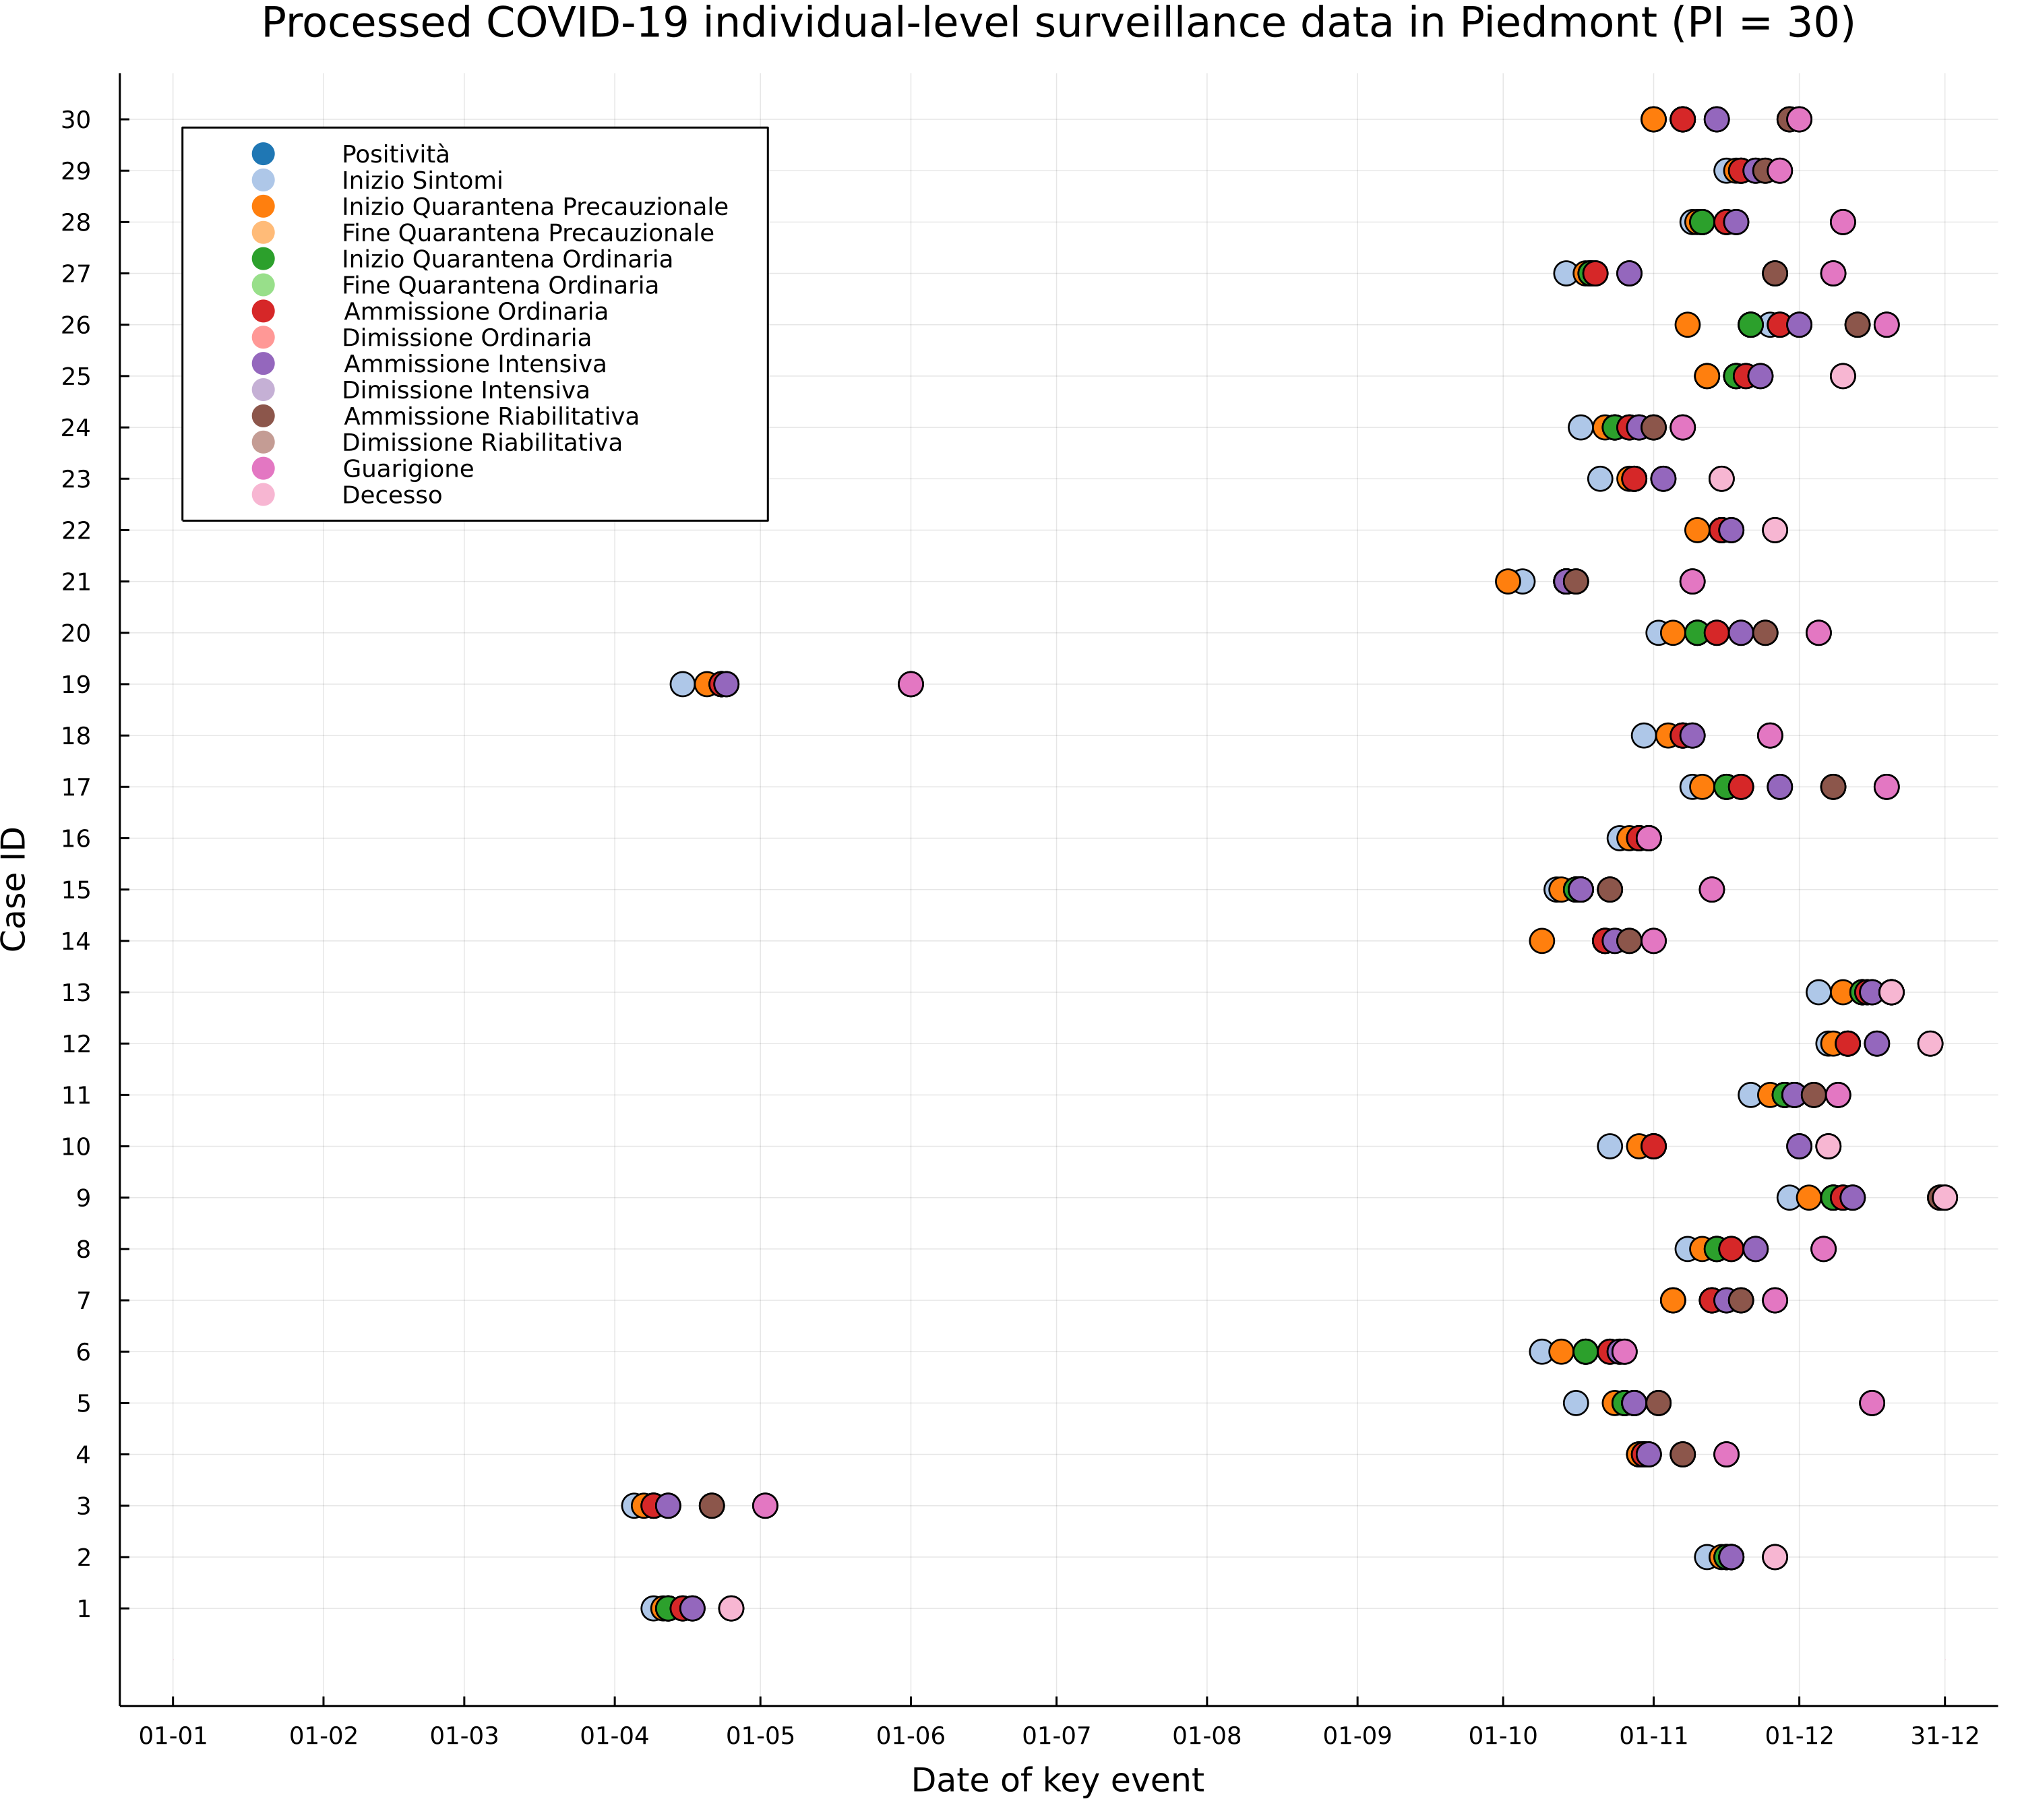 Processed COVID-19 individual-level surveillance data in Piedmont (PI = 30)
Positività
Inizio Sintomi
Inizio Quarantena Precauzionale
Fine Quarantena Precauzionale
Inizio Quarantena Ordinaria
Fine Quarantena Ordinaria
Ammissione Ordinaria
Dimissione Ordinaria
Ammissione Intensiva
Dimissione Intensiva
Ammissione Riabilitativa
Dimissione Riabilitativa
Guarigione
Decesso
Case ID
30
29
28
27
26
25
24
23
22
21
20
19
18
17
16
15
14
13
12
11
10
9
8
7
6
5
4
3
2
1
01-01 01-02 01-03 01-04 01-05 01-06 01-07 01-08 01-09 01-10 01-11 01-12 31-12
Date of key event